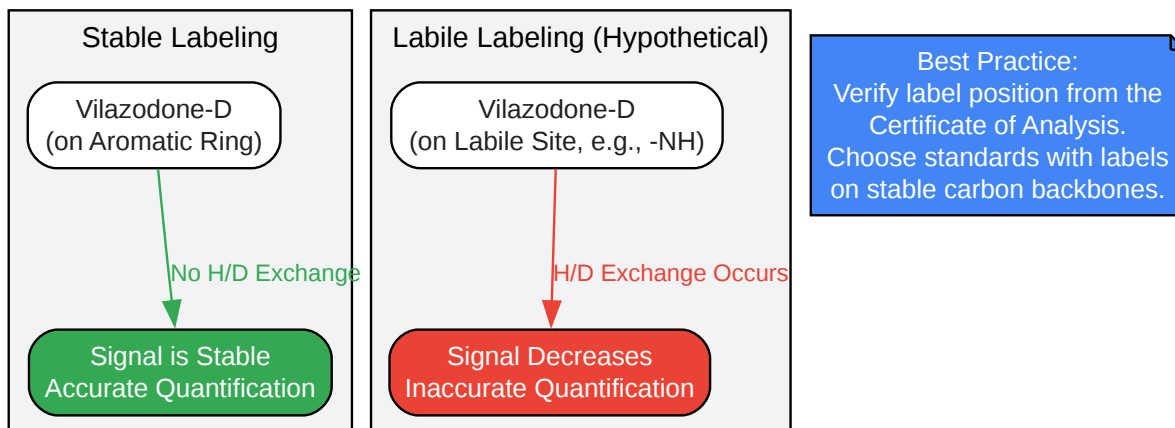 Stable Labeling
Vilazodone-D
(on Aromatic Ring)
No H/D Exchange
Signal is Stable
Accurate Quantification
Labile Labeling (Hypothetical)
Vilazodone-D
(on Labile Site, e.g., -NH)
H/D Exchange Occurs
Signal Decreases
Inaccurate Quantification
Best Practice:
Verify label position from the
Certificate of Analysis.
Choose standards with labels
on stable carbon backbones.